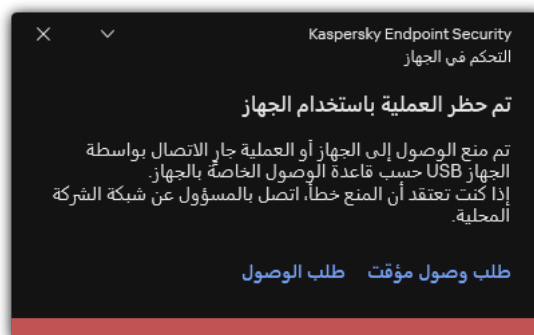 Kaspersky Endpoint Security
التحكم في الجهاز
تم حظر العملية باستخدام الجهاز
تم منع الوصول إلى الجهاز أو العملية جارٍ الاتصال بواسطة
الجهاز USB حسب قاعدة الوصول الخاصة بالجهاز.
إذا كنت تعتقد أن المنع خطأ، اتصل بالمسؤول عن شبكة الشركة
المحلية.
طلب وصول مؤقت طلب الوصول